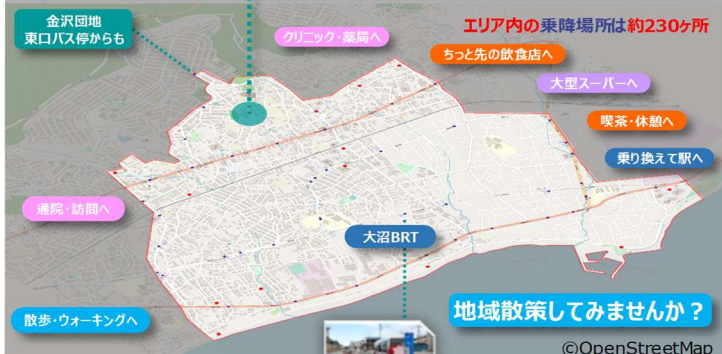 金沢団地
東口バス停からも
エリア内の乗降場所は約230ヶ所
クリニック・薬局へ
ちっと先の飲食店へ
大型スーパーへ
喫茶・休憩へ
乗り換えて駅へ
通院・訪問へ
大沼BRT
散歩・ウォーキングへ
地域散策してみませんか？
©OpenStreetMap